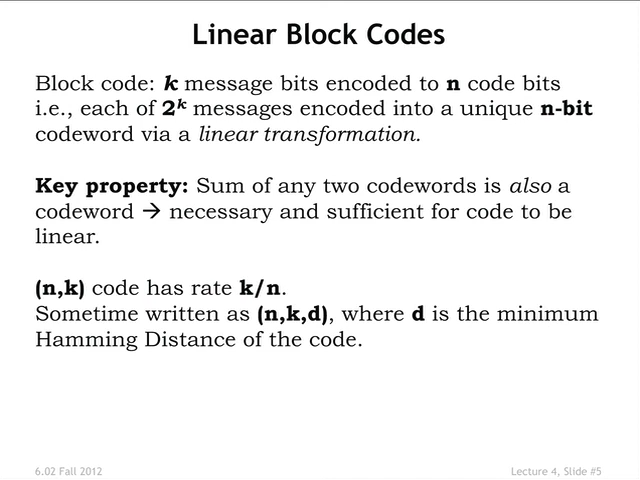 Linear Block Codes
Block code: k message bits encoded to n code bits
i.e., each of 2ᵏ messages encoded into a unique n-bit
codeword via a linear transformation.
Key property: Sum of any two codewords is also a
codeword → necessary and sufficient for code to be
linear.
(n,k) code has rate k/n.
Sometime written as (n,k,d), where d is the minimum
Hamming Distance of the code.
6.02 Fall 2012
Lecture 4, Slide #5